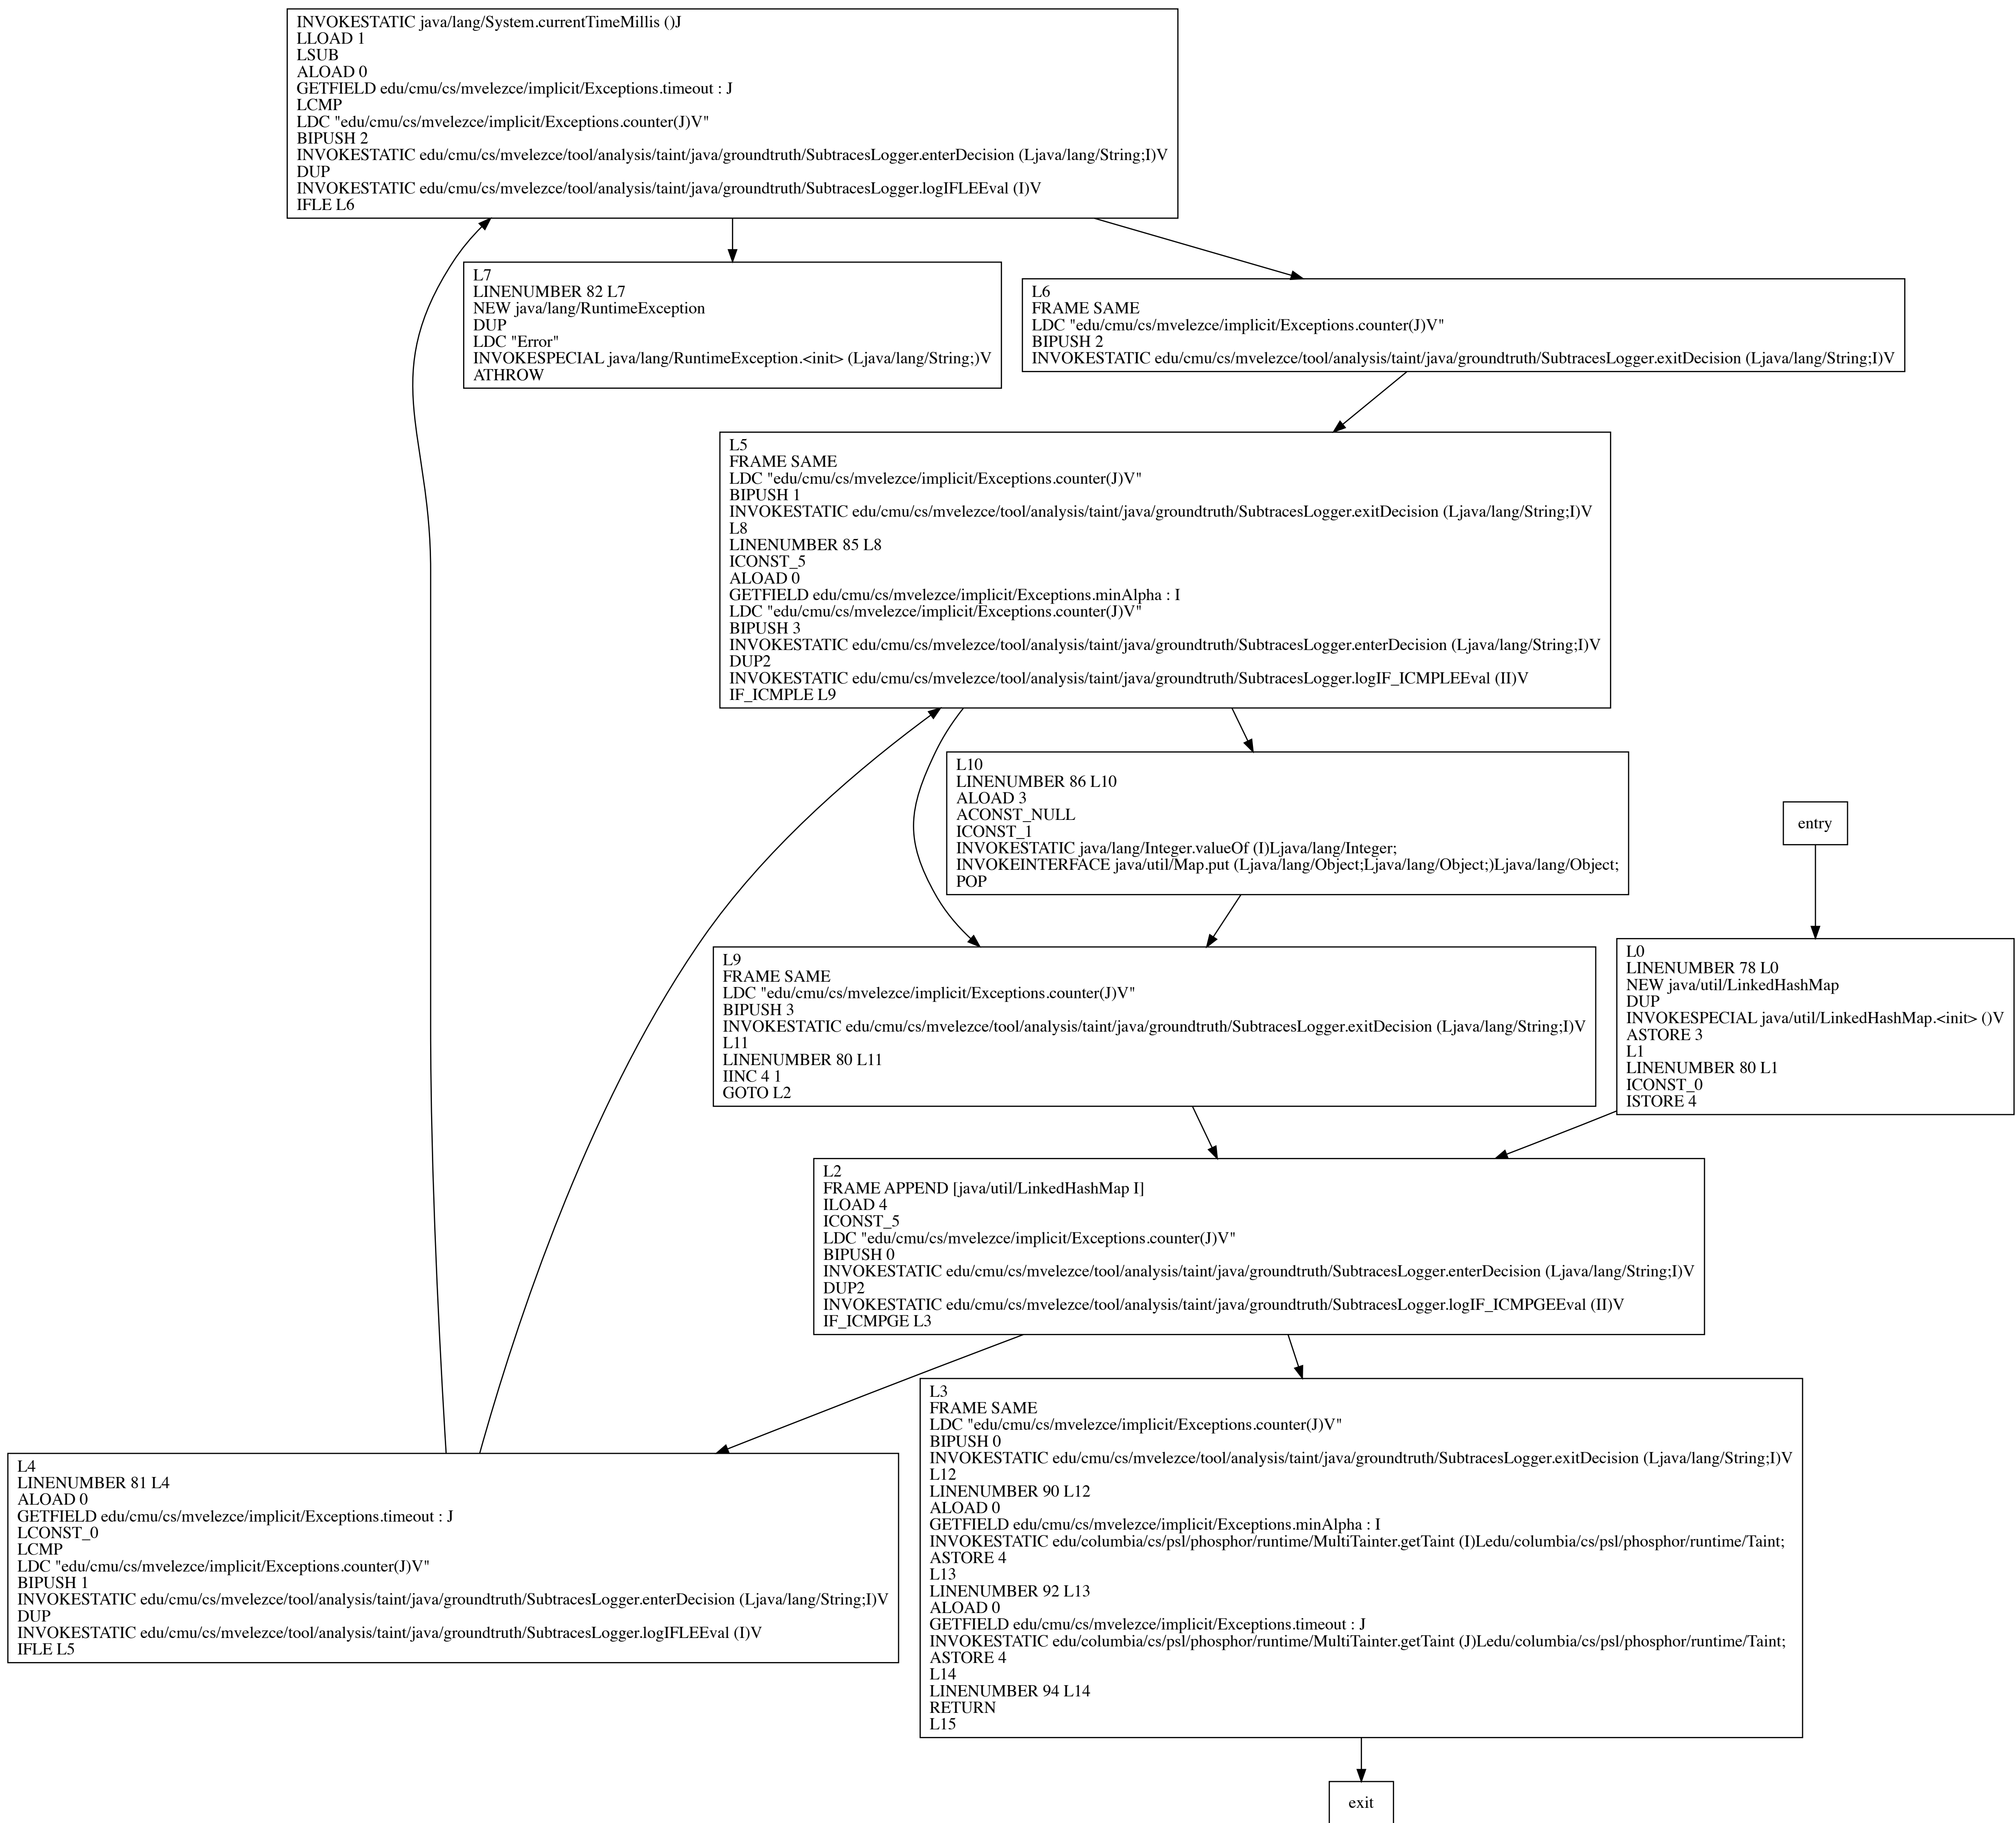 INVOKESTATIC java/lang/System.currentTimeMillis ()J
LLOAD 1
LSUB
ALOAD 0
GETFIELD edu/cmu/cs/mvelezce/implicit/Exceptions.timeout : J
LCMP
LDC "edu/cmu/cs/mvelezce/implicit/Exceptions.counter(J)V"
BIPUSH 2
INVOKESTATIC edu/cmu/cs/mvelezce/tool/analysis/taint/java/groundtruth/SubtracesLogger.enterDecision (Ljava/lang/String;I)V
DUP
INVOKESTATIC edu/cmu/cs/mvelezce/tool/analysis/taint/java/groundtruth/SubtracesLogger.logIFLEEval (I)V
IFLE L6
L7
LINENUMBER 82 L7
NEW java/lang/RuntimeException
DUP
LDC "Error"
INVOKESPECIAL java/lang/RuntimeException.<init> (Ljava/lang/String;)V
ATHROW
L6
FRAME SAME
LDC "edu/cmu/cs/mvelezce/implicit/Exceptions.counter(J)V"
BIPUSH 2
INVOKESTATIC edu/cmu/cs/mvelezce/tool/analysis/taint/java/groundtruth/SubtracesLogger.exitDecision (Ljava/lang/String;I)V
L5
FRAME SAME
LDC "edu/cmu/cs/mvelezce/implicit/Exceptions.counter(J)V"
BIPUSH 1
INVOKESTATIC edu/cmu/cs/mvelezce/tool/analysis/taint/java/groundtruth/SubtracesLogger.exitDecision (Ljava/lang/String;I)V
L8
LINENUMBER 85 L8
ICONST_5
ALOAD 0
GETFIELD edu/cmu/cs/mvelezce/implicit/Exceptions.minAlpha : I
LDC "edu/cmu/cs/mvelezce/implicit/Exceptions.counter(J)V"
BIPUSH 3
INVOKESTATIC edu/cmu/cs/mvelezce/tool/analysis/taint/java/groundtruth/SubtracesLogger.enterDecision (Ljava/lang/String;I)V
DUP2
INVOKESTATIC edu/cmu/cs/mvelezce/tool/analysis/taint/java/groundtruth/SubtracesLogger.logIF_ICMPLEEval (II)V
IF_ICMPLE L9
L10
LINENUMBER 86 L10
ALOAD 3
ACONST_NULL
ICONST_1
INVOKESTATIC java/lang/Integer.valueOf (I)Ljava/lang/Integer;
INVOKEINTERFACE java/util/Map.put (Ljava/lang/Object;Ljava/lang/Object;)Ljava/lang/Object;
POP
entry
L9
FRAME SAME
LDC "edu/cmu/cs/mvelezce/implicit/Exceptions.counter(J)V"
BIPUSH 3
INVOKESTATIC edu/cmu/cs/mvelezce/tool/analysis/taint/java/groundtruth/SubtracesLogger.exitDecision (Ljava/lang/String;I)V
L11
LINENUMBER 80 L11
IINC 4 1
GOTO L2
L0
LINENUMBER 78 L0
NEW java/util/LinkedHashMap
DUP
INVOKESPECIAL java/util/LinkedHashMap.<init> ()V
ASTORE 3
L1
LINENUMBER 80 L1
ICONST_0
ISTORE 4
L2
FRAME APPEND [java/util/LinkedHashMap I]
ILOAD 4
ICONST_5
LDC "edu/cmu/cs/mvelezce/implicit/Exceptions.counter(J)V"
BIPUSH 0
INVOKESTATIC edu/cmu/cs/mvelezce/tool/analysis/taint/java/groundtruth/SubtracesLogger.enterDecision (Ljava/lang/String;I)V
DUP2
INVOKESTATIC edu/cmu/cs/mvelezce/tool/analysis/taint/java/groundtruth/SubtracesLogger.logIF_ICMPGEEval (II)V
IF_ICMPGE L3
L4
LINENUMBER 81 L4
ALOAD 0
GETFIELD edu/cmu/cs/mvelezce/implicit/Exceptions.timeout : J
LCONST_0
LCMP
LDC "edu/cmu/cs/mvelezce/implicit/Exceptions.counter(J)V"
BIPUSH 1
INVOKESTATIC edu/cmu/cs/mvelezce/tool/analysis/taint/java/groundtruth/SubtracesLogger.enterDecision (Ljava/lang/String;I)V
DUP
INVOKESTATIC edu/cmu/cs/mvelezce/tool/analysis/taint/java/groundtruth/SubtracesLogger.logIFLEEval (I)V
IFLE L5
L3
FRAME SAME
LDC "edu/cmu/cs/mvelezce/implicit/Exceptions.counter(J)V"
BIPUSH 0
INVOKESTATIC edu/cmu/cs/mvelezce/tool/analysis/taint/java/groundtruth/SubtracesLogger.exitDecision (Ljava/lang/String;I)V
L12
LINENUMBER 90 L12
ALOAD 0
GETFIELD edu/cmu/cs/mvelezce/implicit/Exceptions.minAlpha : I
INVOKESTATIC edu/columbia/cs/psl/phosphor/runtime/MultiTainter.getTaint (I)Ledu/columbia/cs/psl/phosphor/runtime/Taint;
ASTORE 4
L13
LINENUMBER 92 L13
ALOAD 0
GETFIELD edu/cmu/cs/mvelezce/implicit/Exceptions.timeout : J
INVOKESTATIC edu/columbia/cs/psl/phosphor/runtime/MultiTainter.getTaint (J)Ledu/columbia/cs/psl/phosphor/runtime/Taint;
ASTORE 4
L14
LINENUMBER 94 L14
RETURN
L15
exit